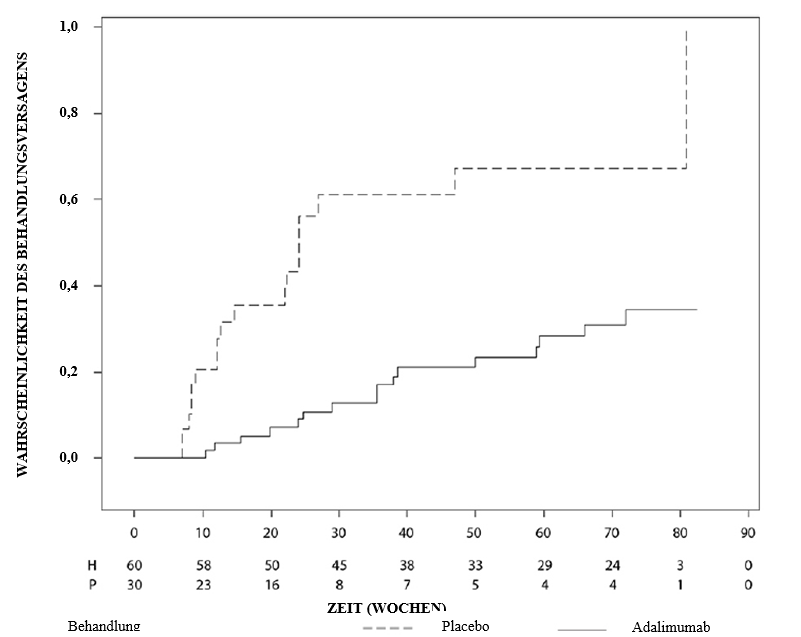 WAHRSCHEINLICHKEIT DES BEHANDLUNGSVERSAGENS
1,0
0,8
0,6
0,4
0,2
0,0
0 10 20 30 40 50 60 70 80 90
H 60 58 50 45 38 33 29 24 3 0
P 30 23 16 8 7 5 4 4 1 0
ZEIT (WOCHEN)
Behandlung Placebo Adalimumab